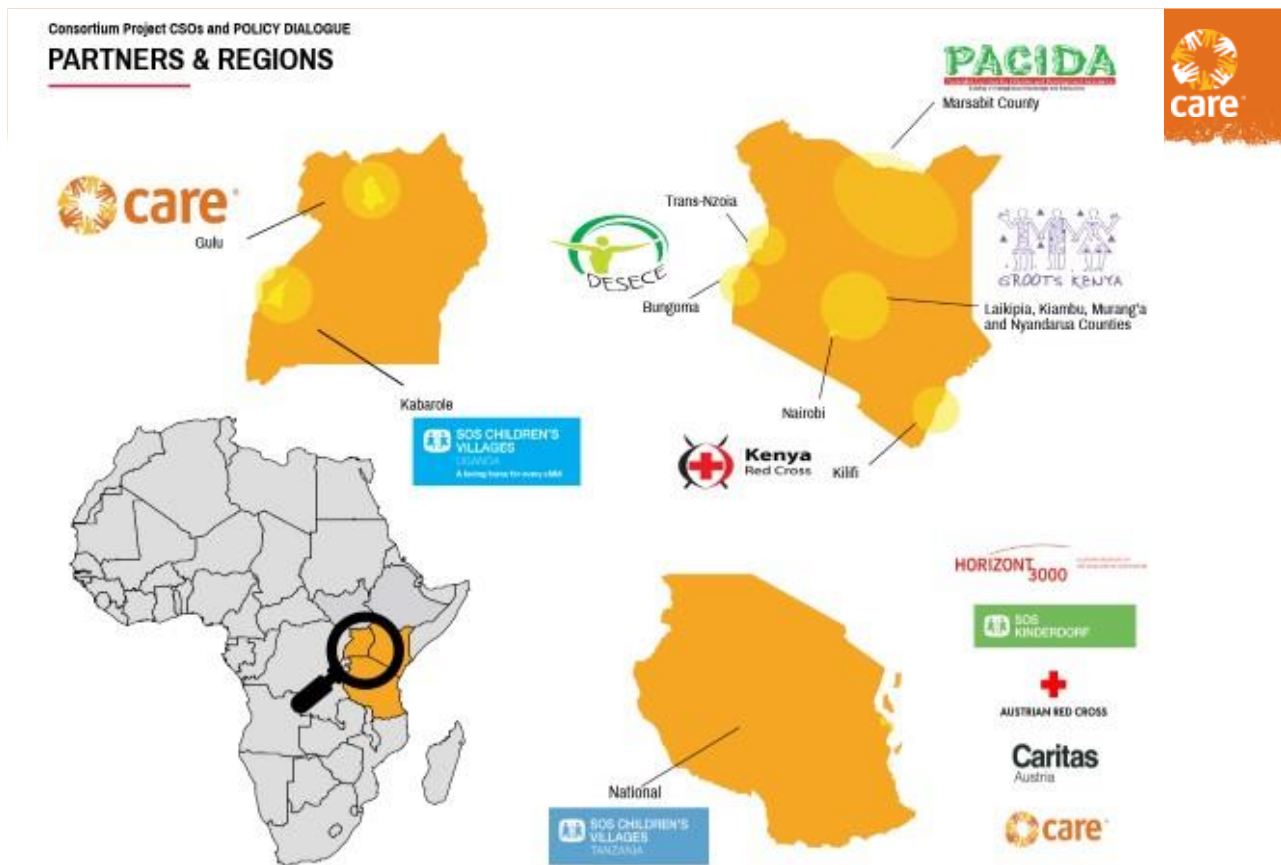 Consortium Project CSOs and POLICY DIALOGUE
PARTNERS & REGIONS
care
PACIDA
Marsabit County
care
Gulu
Trans-Nzoia
DESECE
Bungoma
GROOTS KENYA
Laikipia, Kiambu, Murang'a
and Nyandarua Counties
Kabarole
SOS CHILDREN'S
VILLAGES
UGANDA
A loving home for every child
Nairobi
Kenya
Red Cross
Kilifi
HORIZONT
3000
SOS
KINDERDORF
AUSTRIAN RED CROSS
Caritas
Austria
National
SOS CHILDREN'S
VILLAGES
TANZANIA
care